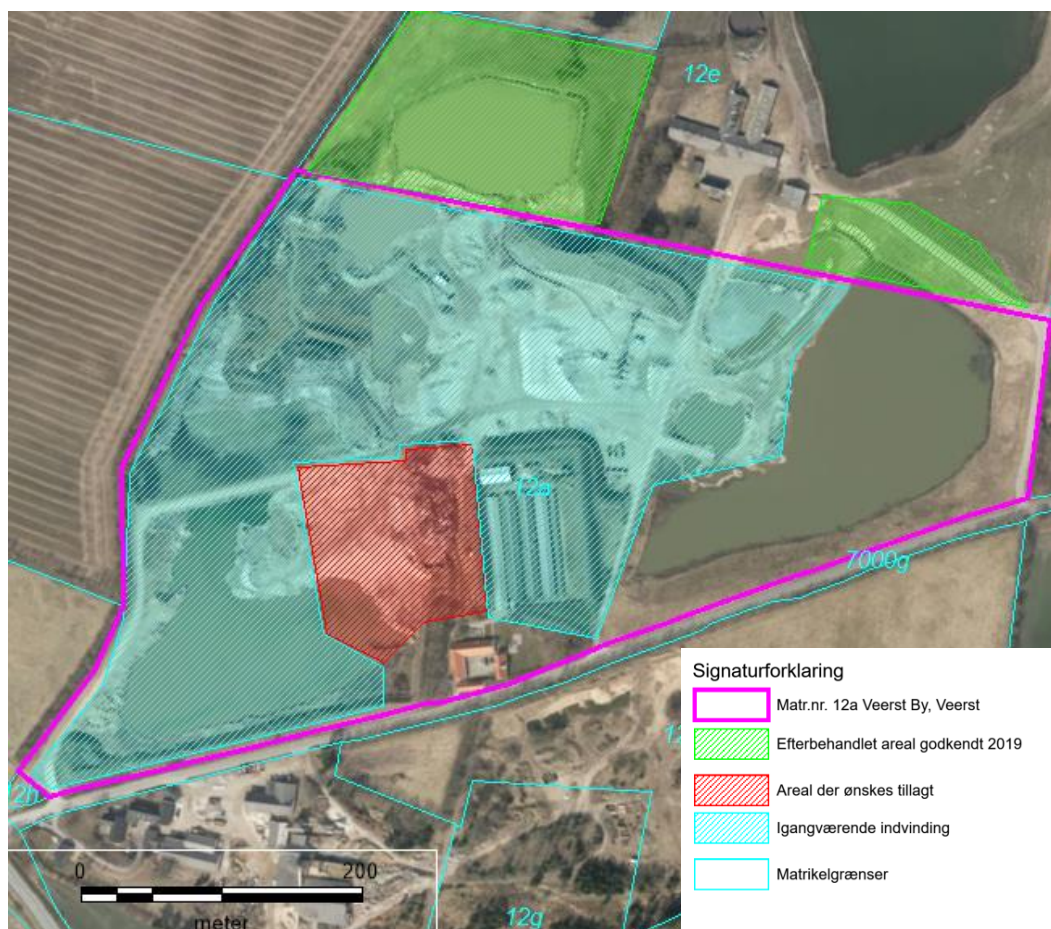 12e
12a
7000g
Signaturforklaring
Matr.nr. 12a Veerst By, Veerst
Efterbehandlet areal godkendt 2019
Areal der ønskes tillagt
Igangværende indvinding
Matrikelgrænser
0 200
meter
12g